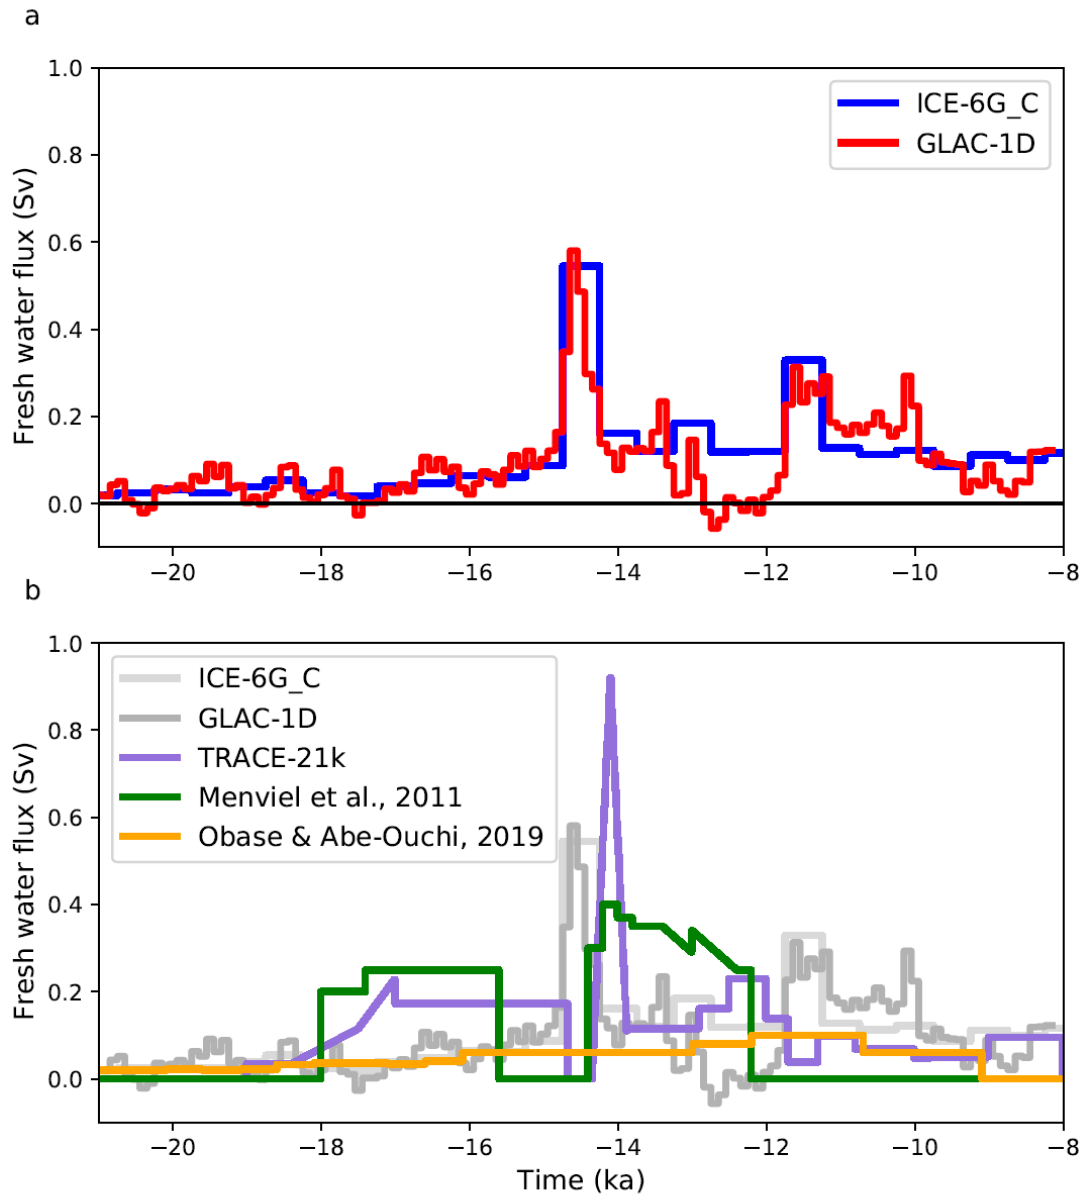 a
1.0
0.8
0.6
0.4
0.2
0.0
Fresh water flux (Sv)
ICE-6G_C
GLAC-1D
−20
−18
−16
−14
−12
−10
−8
b
1.0
0.8
0.6
0.4
0.2
0.0
Fresh water flux (Sv)
ICE-6G_C
GLAC-1D
TRACE-21k
Menviel et al., 2011
Obase & Abe-Ouchi, 2019
−20
−18
−16
−14
−12
−10
−8
Time (ka)